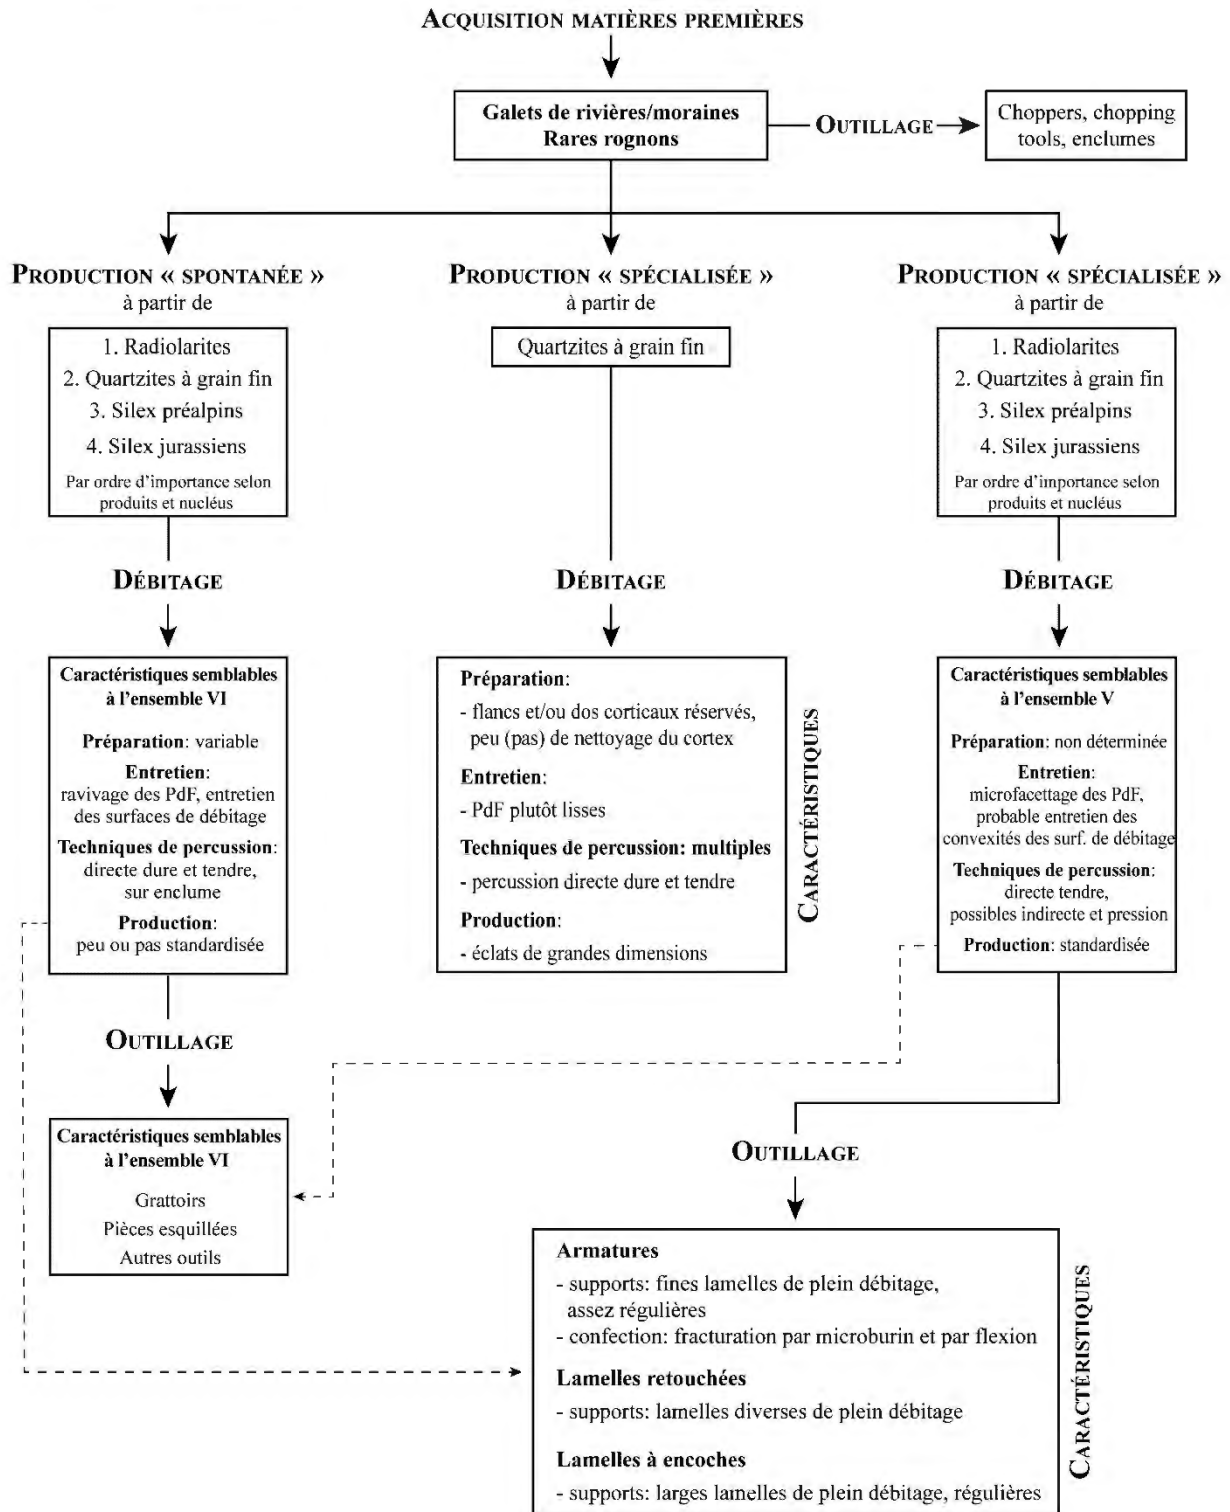 ACQUISITION MATIÈRES PREMIÈRES
Galets de rivières/moraines
Rares rognons
OUTILLAGE
Choppers, chopping
tools, enclumes
PRODUCTION « SPONTANÉE »
à partir de
1. Radiolarites
2. Quartzites à grain fin
3. Silex préalpins
4. Silex jurassiens
Par ordre d'importance selon
produits et nucléus
PRODUCTION « SPÉCIALISÉE »
à partir de
Quartzites à grain fin
PRODUCTION « SPÉCIALISÉE »
à partir de
1. Radiolarites
2. Quartzites à grain fin
3. Silex préalpins
4. Silex jurassiens
Par ordre d'importance selon
produits et nucléus
DÉBITAGE
Caractéristiques semblables
à l'ensemble VI
Préparation: variable
Entretien:
ravivage des PdF, entretien
des surfaces de débitage
Techniques de percussion:
directe dure et tendre,
sur enclume
Production:
peu ou pas standardisée
DÉBITAGE
Préparation:
- flancs et/ou dos corticaux réservés,
peu (pas) de nettoyage du cortex
Entretien:
- PdF plutôt lisses
Techniques de percussion: multiples
- percussion directe dure et tendre
Production:
- éclats de grandes dimensions
CARACTÉRISTIQUES
DÉBITAGE
Caractéristiques semblables
à l'ensemble V
Préparation: non déterminée
Entretien:
microfacettage des PdF,
probable entretien des
convexités des surf. de débitage
Techniques de percussion:
directe tendre,
possibles indirecte et pression
Production: standardisée
OUTILLAGE
Caractéristiques semblables
à l'ensemble VI
Grattoirs
Pièces esquillées
Autres outils
OUTILLAGE
Armatures
- supports: fines lamelles de plein débitage,
assez régulières
- confection: fracturation par microburin et par flexion
Lamelles retouchées
- supports: lamelles diverses de plein débitage
Lamelles à encoches
- supports: larges lamelles de plein débitage, régulières
CARACTÉRISTIQUES